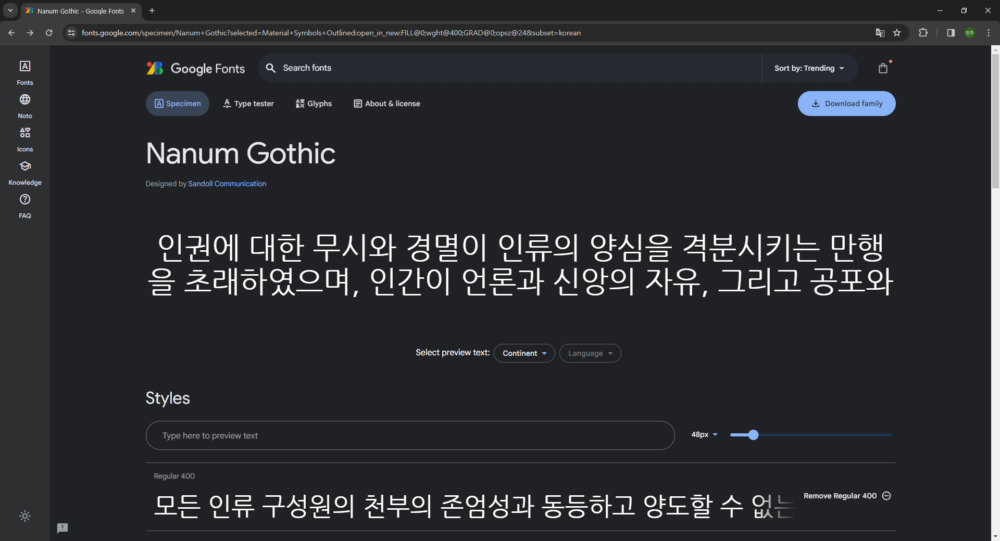 Nanum Gothic - Google Fonts
fonts.google.com/specimen/Nanum+Gothic?selected=Material+Symbols+Outlined:open_in_new:FILL@0;wght@400;GRAD@0;opsz@24&subset=korean
민주
Fonts
Noto
Icons
Knowledge
FAQ
Google Fonts
Search fonts
Sort by: Trending
Specimen
Type tester
Glyphs
About & license
Download family
Nanum Gothic
Designed by Sandoll Communication
인권에 대한 무시와 경멸이 인류의 양심을 격분시키는 만행
을 초래하였으며, 인간이 언론과 신앙의 자유, 그리고 공포와
Select preview text:
Continent
Language
Styles
Type here to preview text
48px
Regular 400
모든 인류 구성원의 천부의 존엄성과 동등하고 양도할 수 없는
Remove Regular 400